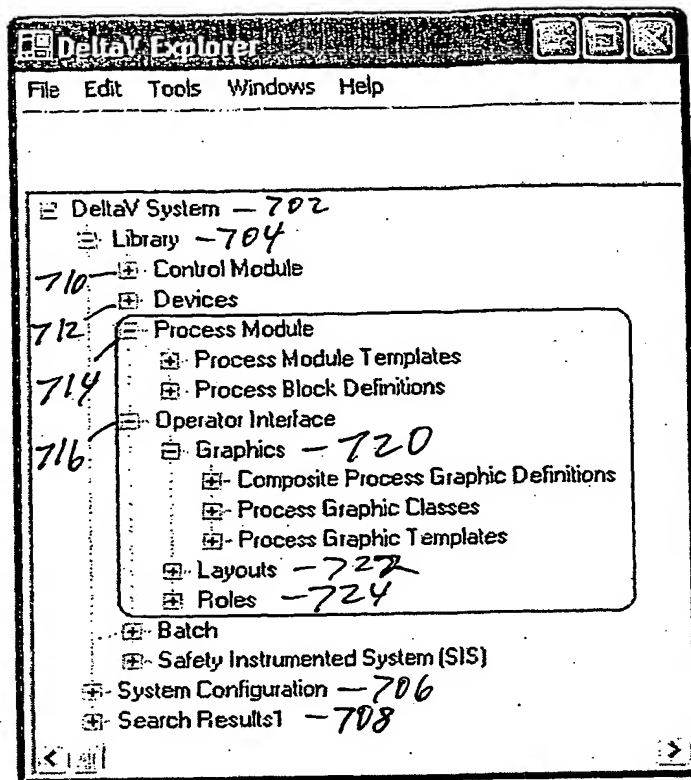 DeltaV Explorer
File Edit Tools Windows Help
DeltaV System — 702
Library — 704
710 Control Module
712 Devices
714 Process Module
Process Module Templates
Process Block Definitions
716 Operator Interface
Graphics — 720
Composite Process Graphic Definitions
Process Graphic Classes
Process Graphic Templates
Layouts — 722
Roles — 724
Batch
Safety Instrumented System (SIS)
System Configuration — 706
Search Results1 — 708